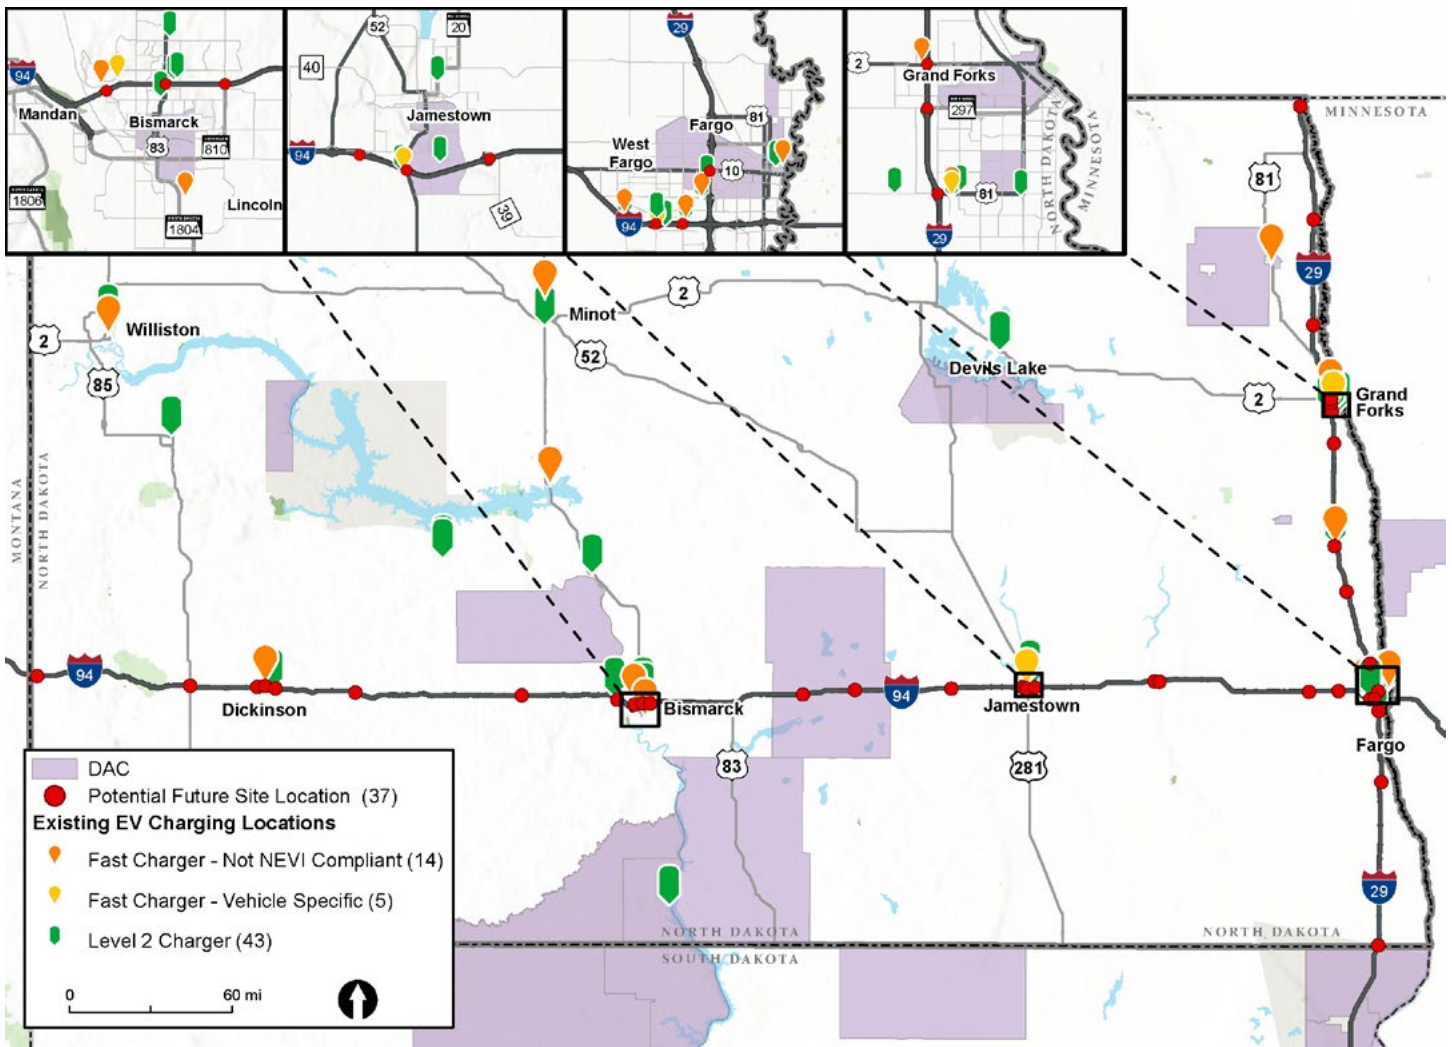 94
Mandan
Bismarck
83
810
1806
1804
Lincoln
52
20
40
Jamestown
94
39
29
81
Fargo
West
Fargo
10
94
2
Grand Forks
297
81
29
NORTH DAKOTA
MINNESOTA
MINNESOTA
81
29
Williston
2
85
Minot
2
52
Devils Lake
2
Grand
Forks
MONTANA
NORTH DAKOTA
94
Dickinson
Bismarck
83
94
Jamestown
281
Fargo
29
NORTH DAKOTA
SOUTH DAKOTA
NORTH DAKOTA
DAC
Potential Future Site Location (37)
Existing EV Charging Locations
Fast Charger - Not NEVI Compliant (14)
Fast Charger - Vehicle Specific (5)
Level 2 Charger (43)
0
60 mi